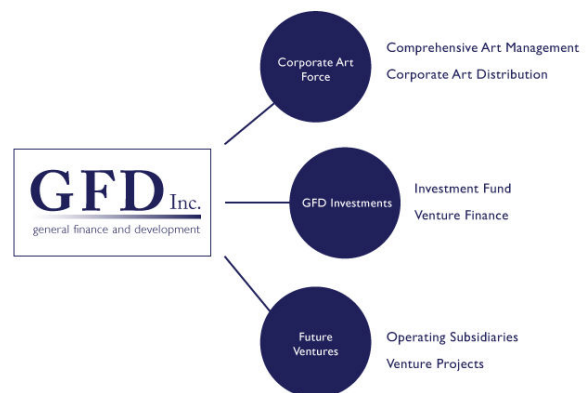 Corporate Art
Force
Comprehensive Art Management
Corporate Art Distribution
GFD Inc.
general finance and development
GFD Investments
Investment Fund
Venture Finance
Future
Ventures
Operating Subsidiaries
Venture Projects